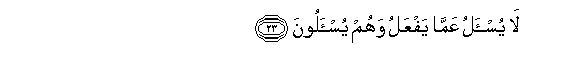 لَا يُسْـَٔلُ عَمَّا يَفْعَلُ وَهُمْ يُسْـَٔلُونَ ٢٣